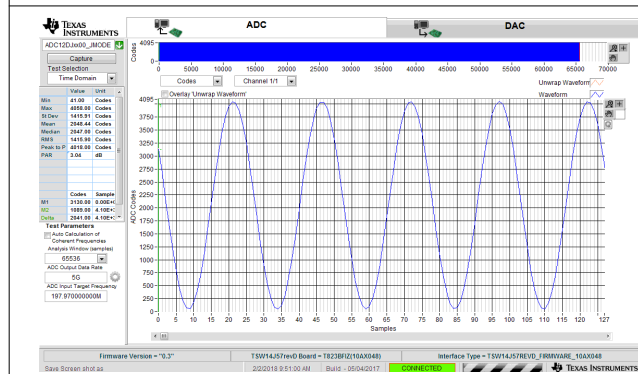 TEXAS INSTRUMENTS
ADC
DAC
ADC12DJxx00_JMODE
Capture
Test Selection
Time Domain
Value Unit
Min 41.00 Codes
Max 4058.00 Codes
St Dev 1415.91 Codes
Mean 2048.44 Codes
Median 2047.00 Codes
RMS 1415.90 Codes
Peak to P 4018.00 Codes
PAR 3.04 dB
Codes Sample
M1 3130.00 0.00E+
M2 1089.00 4.10E+
Delta 2041.00 4.10E+
Test Parameters
Auto Calculation of
Coherent Frequencies
Analysis Window (samples)
65536
ADC Output Data Rate
5G
ADC Input Target Frequency
197.970000000M
Codes
4095
0
0 5000 10000 15000 20000 25000 30000 35000 40000 45000 50000 55000 60000 65000 70000
Codes
Channel 1/1
Unwrap Waveform
Overlay 'Unwrap Waveform'
Waveform
ADC Codes
4095
3750
3500
3250
3000
2750
2500
2250
2000
1750
1500
1250
1000
750
500
250
0
0 5 10 15 20 25 30 35 40 45 50 55 60 65 70 75 80 85 90 95 100 105 110 115 120 127
Samples
Firmware Version = "0.3"
TSW14J57revD Board = T823BFIZ(10AX048)
Interface Type = TSW14J57REVD_FIRMWARE_10AX048
Save Screen shot as
2/2/2018 9:51:00 AM
Build - 05/04/2017
CONNECTED
TEXAS INSTRUMENTS